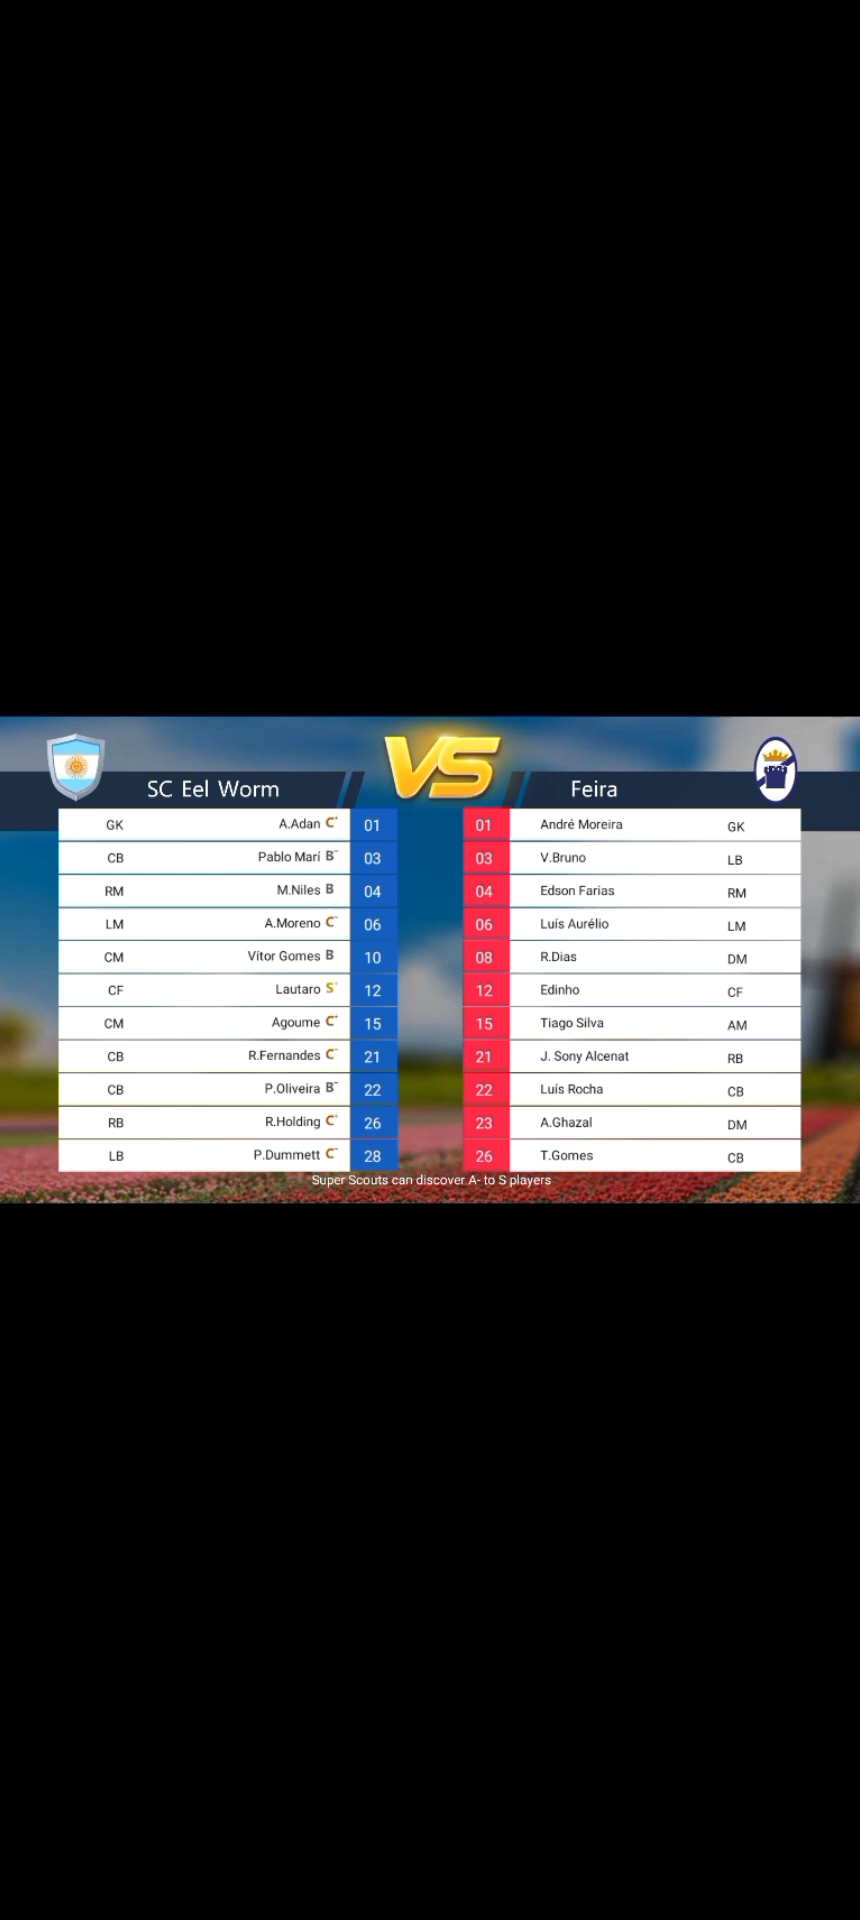 VS
SC Eel Worm Feira
GK A.Adan C+ 01 01 André Moreira GK
CB Pablo Marí B- 03 03 V.Bruno LB
RM M.Niles B 04 04 Edson Farias RM
LM A.Moreno C- 06 06 Luís Aurélio LM
CM Vítor Gomes B 10 08 R.Dias DM
CF Lautaro S+ 12 12 Edinho CF
CM Agoume C+ 15 15 Tiago Silva AM
CB R.Fernandes C- 21 21 J. Sony Alcenat RB
CB P.Oliveira B- 22 22 Luís Rocha CB
RB R.Holding C+ 26 23 A.Ghazal DM
LB P.Dummett C- 28 26 T.Gomes CB
Super Scouts can discover A- to S players